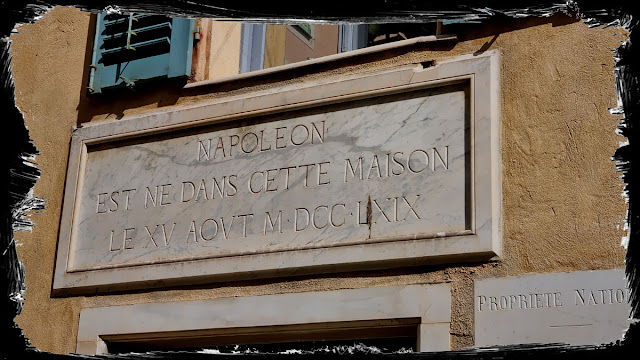 NAPOLEON
EST NE DANS CETTE MAISON
LE XV AOVT M·DCC·LXIX
PROPRIETE NATIO